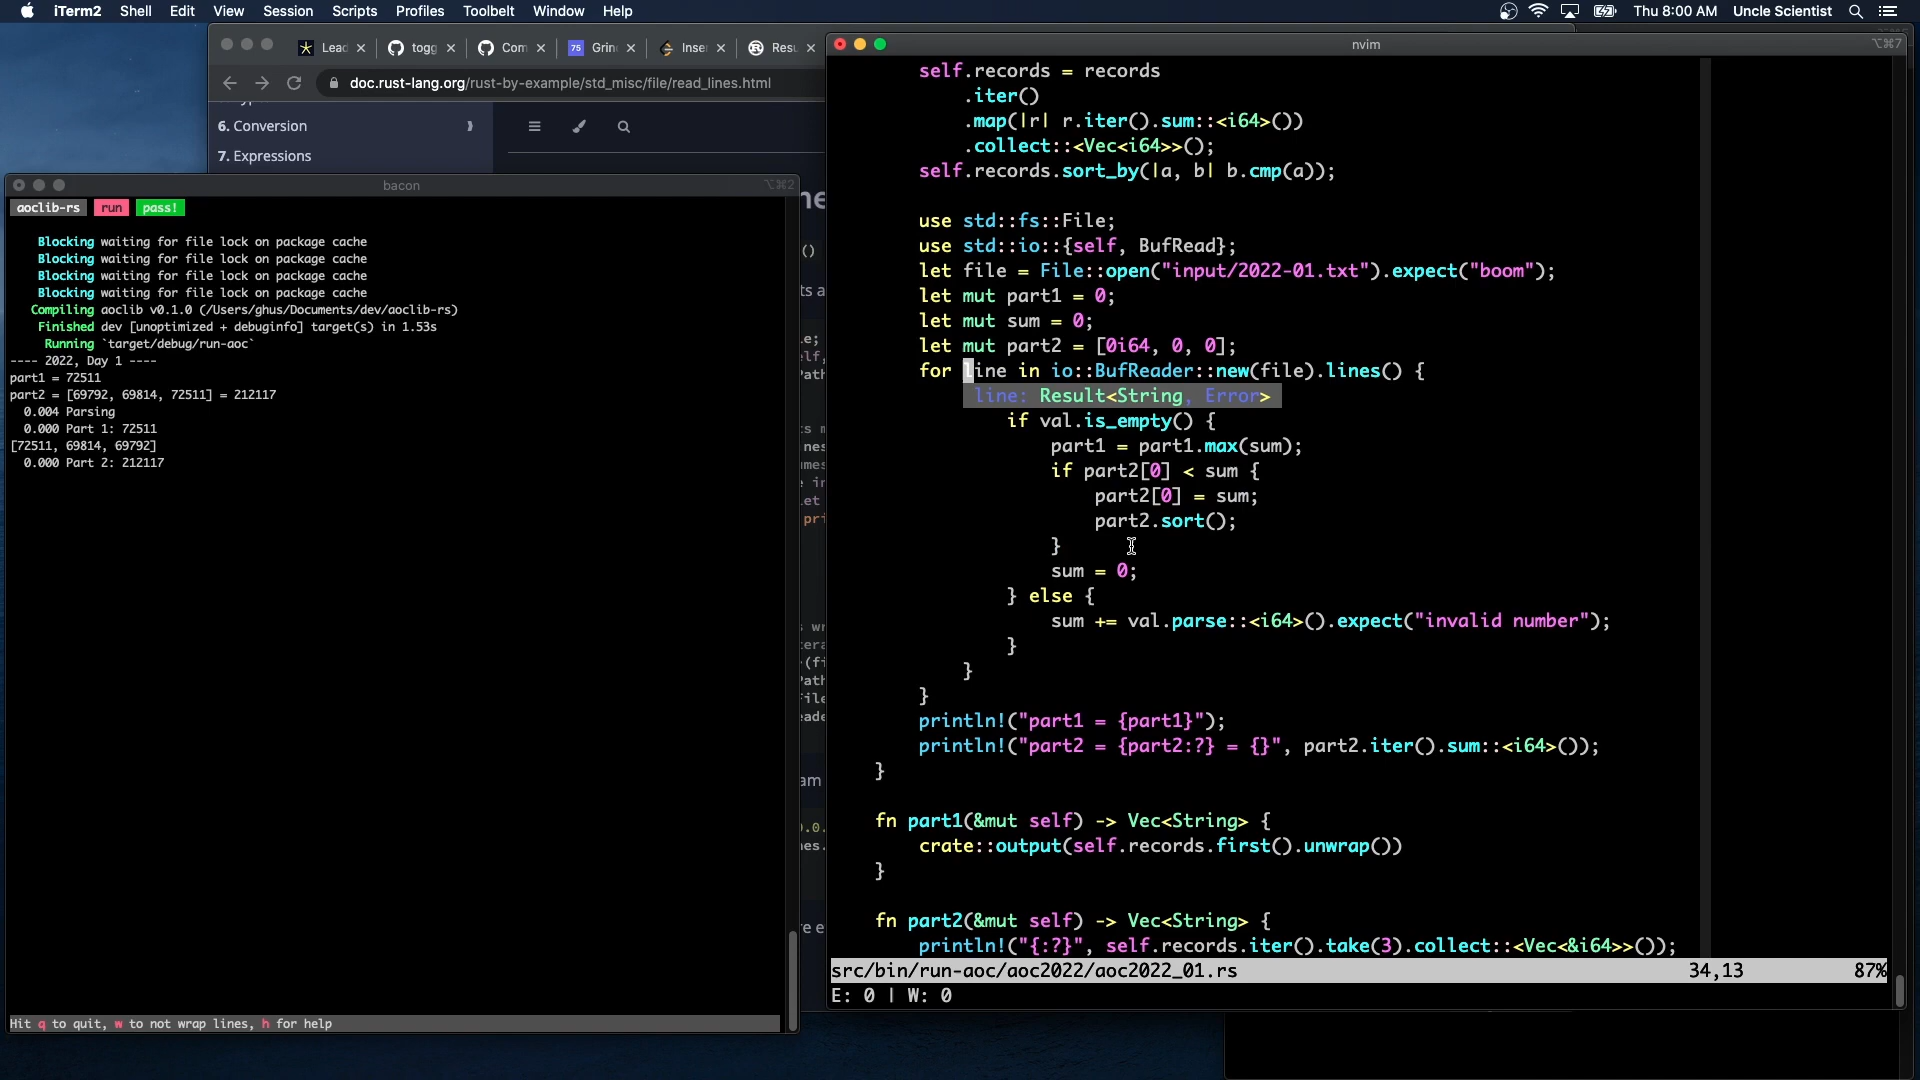 iTerm2 Shell Edit View Session Scripts Profiles Toolbelt Window Help Thu 8:00 AM Uncle Scientist
Lead togg Com 75 Grin Inser Resu
doc.rust-lang.org/rust-by-example/std_misc/file/read_lines.html
6. Conversion
7. Expressions
bacon ⌥⌘2
aoclib-rs run pass!
Blocking waiting for file lock on package cache
Blocking waiting for file lock on package cache
Blocking waiting for file lock on package cache
Blocking waiting for file lock on package cache
Compiling aoclib v0.1.0 (/Users/ghus/Documents/dev/aoclib-rs)
Finished dev [unoptimized + debuginfo] target(s) in 1.53s
Running `target/debug/run-aoc`
---- 2022, Day 1 ----
part1 = 72511
part2 = [69792, 69814, 72511] = 212117
0.004 Parsing
0.000 Part 1: 72511
[72511, 69814, 69792]
0.000 Part 2: 212117
Hit q to quit, w to not wrap lines, h for help
nvim ⌥⌘7
self.records = records
.iter()
.map(|r| r.iter().sum::<i64>())
.collect::<Vec<i64>>();
self.records.sort_by(|a, b| b.cmp(a));
use std::fs::File;
use std::io::{self, BufRead};
let file = File::open("input/2022-01.txt").expect("boom");
let mut part1 = 0;
let mut sum = 0;
let mut part2 = [0i64, 0, 0];
for line in io::BufReader::new(file).lines() {
line: Result<String, Error>
if val.is_empty() {
part1 = part1.max(sum);
if part2[0] < sum {
part2[0] = sum;
part2.sort();
}
sum = 0;
} else {
sum += val.parse::<i64>().expect("invalid number");
}
}
}
println!("part1 = {part1}");
println!("part2 = {part2:?} = {}", part2.iter().sum::<i64>());
}
fn part1(&mut self) -> Vec<String> {
crate::output(self.records.first().unwrap())
}
fn part2(&mut self) -> Vec<String> {
println!("{:?}", self.records.iter().take(3).collect::<Vec<&i64>>());
src/bin/run-aoc/aoc2022/aoc2022_01.rs 34,13 87%
E: 0 | W: 0